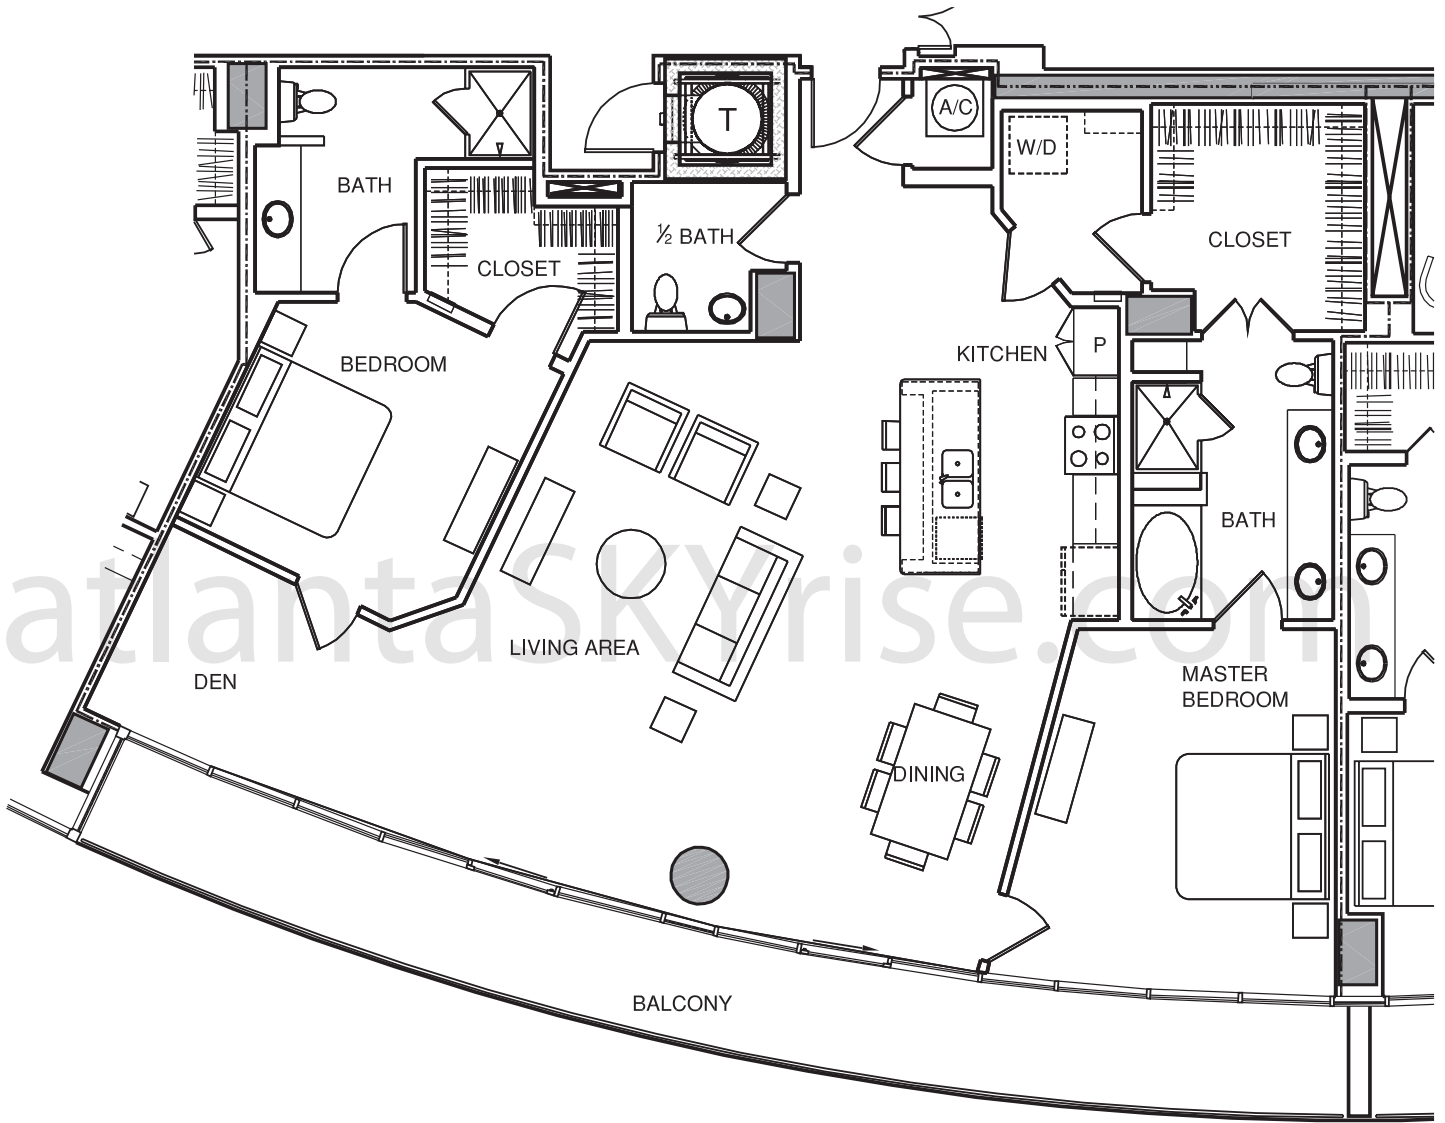 T
A/C
W/D
BATH
½ BATH
CLOSET
CLOSET
BEDROOM
KITCHEN
P
BATH
atlantaSKYrise.com
LIVING AREA
DEN
MASTER
BEDROOM
DINING
BALCONY